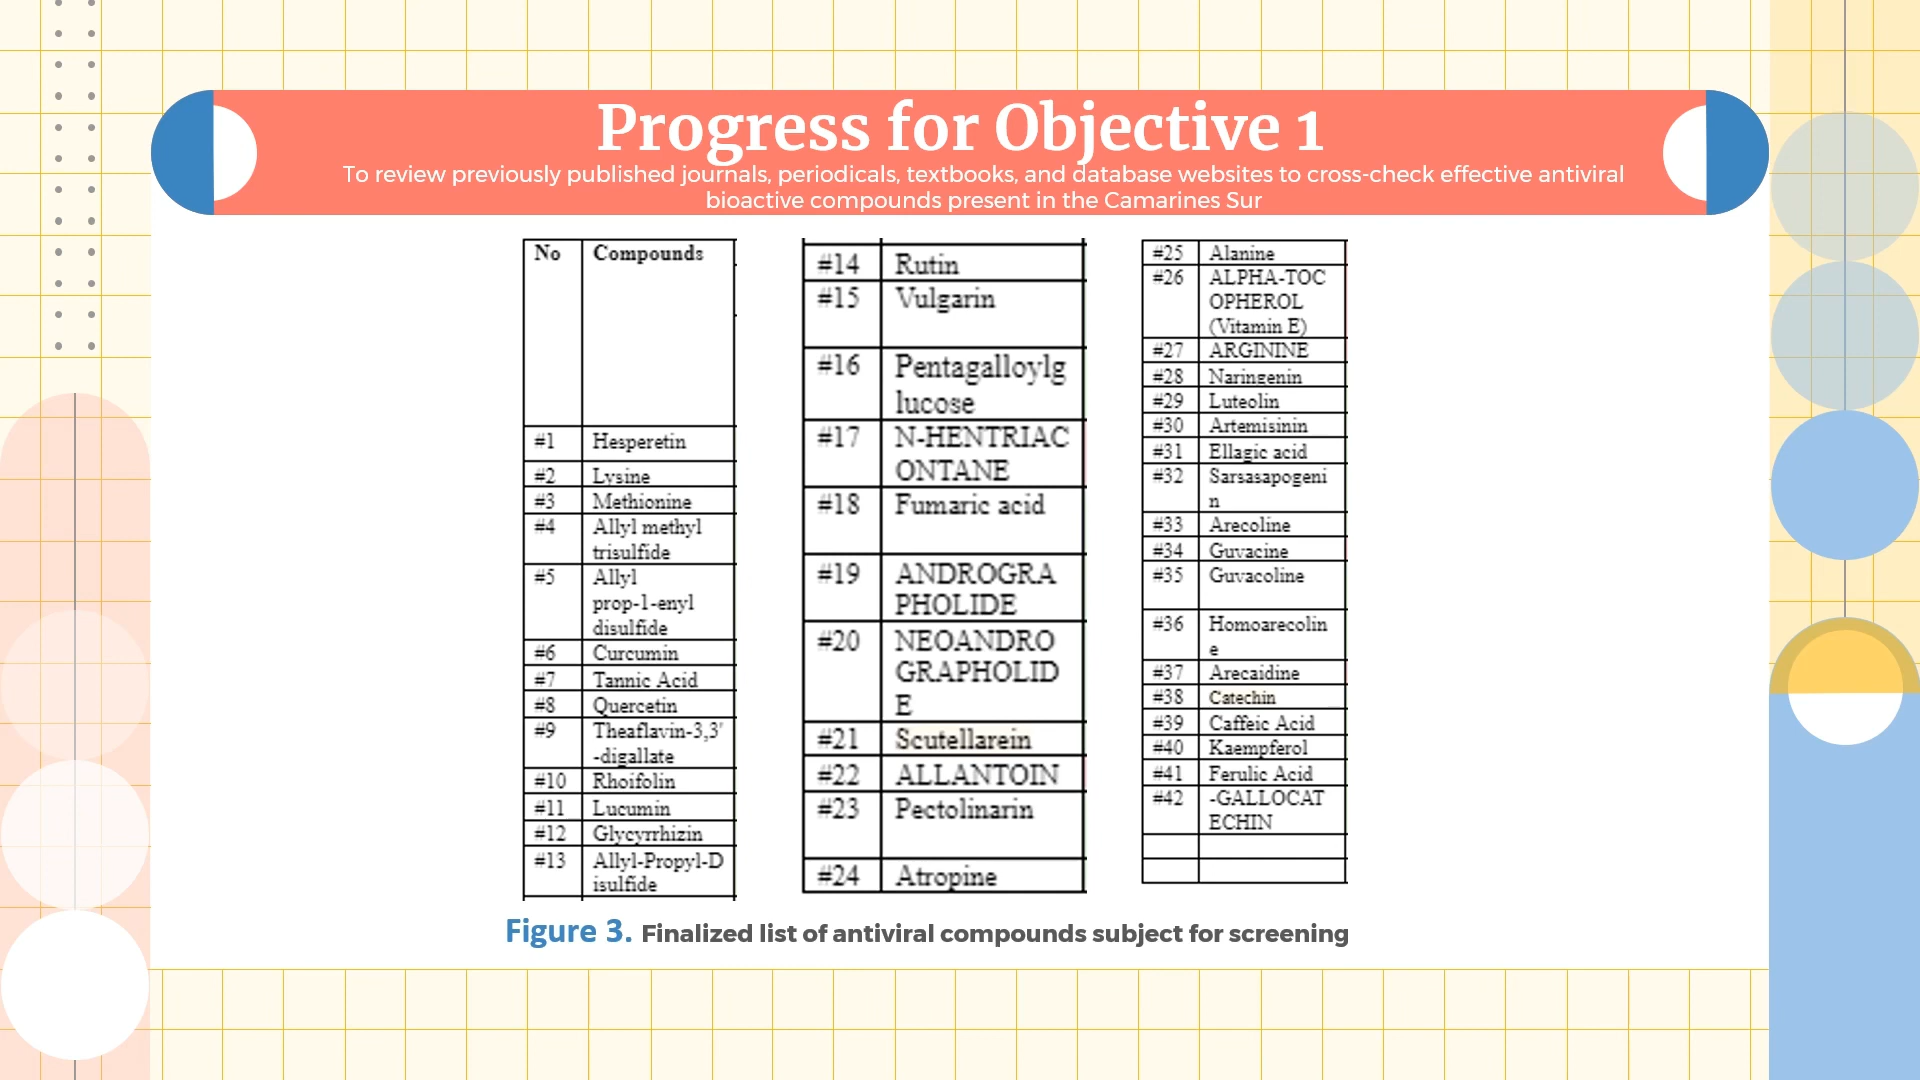 Progress for Objective 1
To review previously published journals, periodicals, textbooks, and database websites to cross-check effective antiviral
bioactive compounds present in the Camarines Sur
No Compounds
#1 Hesperetin
#2 Lysine
#3 Methionine
#4 Allyl methyl
trisulfide
#5 Allyl
prop-1-enyl
disulfide
#6 Curcumin
#7 Tannic Acid
#8 Quercetin
#9 Theaflavin-3,3'
-digallate
#10 Rhoifolin
#11 Lucumin
#12 Glycyrrhizin
#13 Allyl-Propyl-D
isulfide
#14 Rutin
#15 Vulgarin
#16 Pentagalloylg
lucose
#17 N-HENTRIAC
ONTANE
#18 Fumaric acid
#19 ANDROGRA
PHOLIDE
#20 NEOANDRO
GRAPHOLID
E
#21 Scutellarein
#22 ALLANTOIN
#23 Pectolinarin
#24 Atropine
#25 Alanine
#26 ALPHA-TOC
OPHEROL
(Vitamin E)
#27 ARGININE
#28 Naringenin
#29 Luteolin
#30 Artemisinin
#31 Ellagic acid
#32 Sarsasapogeni
n
#33 Arecoline
#34 Guvacine
#35 Guvacoline
#36 Homoarecolin
e
#37 Arecaidine
#38 Catechin
#39 Caffeic Acid
#40 Kaempferol
#41 Ferulic Acid
#42 -GALLOCAT
ECHIN
Figure 3. Finalized list of antiviral compounds subject for screening